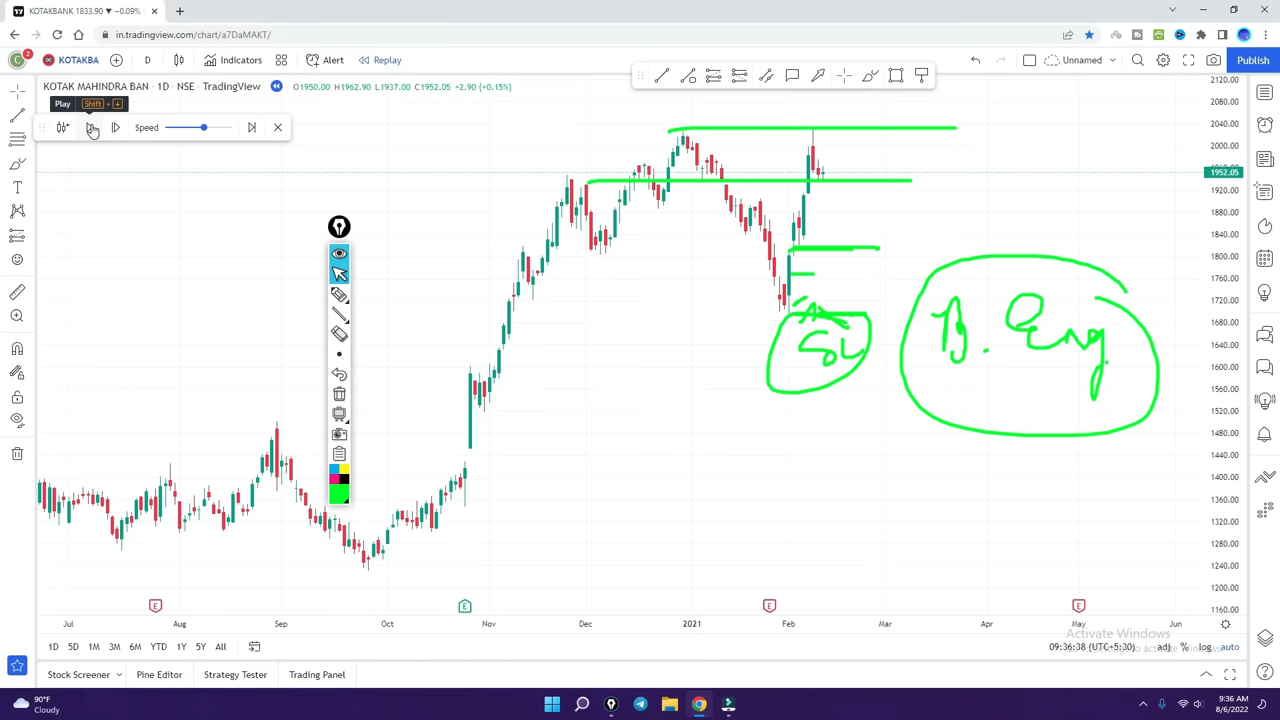 KOTAKBANK 1833.90 ▼ −0.09%
in.tradingview.com/chart/a7DaMAKT/
C 2 KOTAKBA D Indicators Alert Replay Unnamed Publish
KOTAK MAHINDRA BAN · 1D · NSE · TradingView O1950.00 H1962.90 L1937.00 C1952.05 +2.90 (+0.15%)
Play Shift + ↓
Speed
2120.00
2080.00
2040.00
2000.00
1960.00
1952.05
1920.00
1880.00
1840.00
1800.00
1760.00
1720.00
1680.00
1640.00
1600.00
1560.00
1520.00
1480.00
1440.00
1400.00
1360.00
1320.00
1280.00
1240.00
1200.00
1160.00
SL
B. Eng.
E E E E
Jul Aug Sep Oct Nov Dec 2021 Feb Mar Apr May Jun
Activate Windows
1D 5D 1M 3M 6M YTD 1Y 5Y All 09:36:38 (UTC+5:30) adj % log auto
Stock Screener Pine Editor Strategy Tester Trading Panel
90°F
Cloudy
9:36 AM
8/6/2022